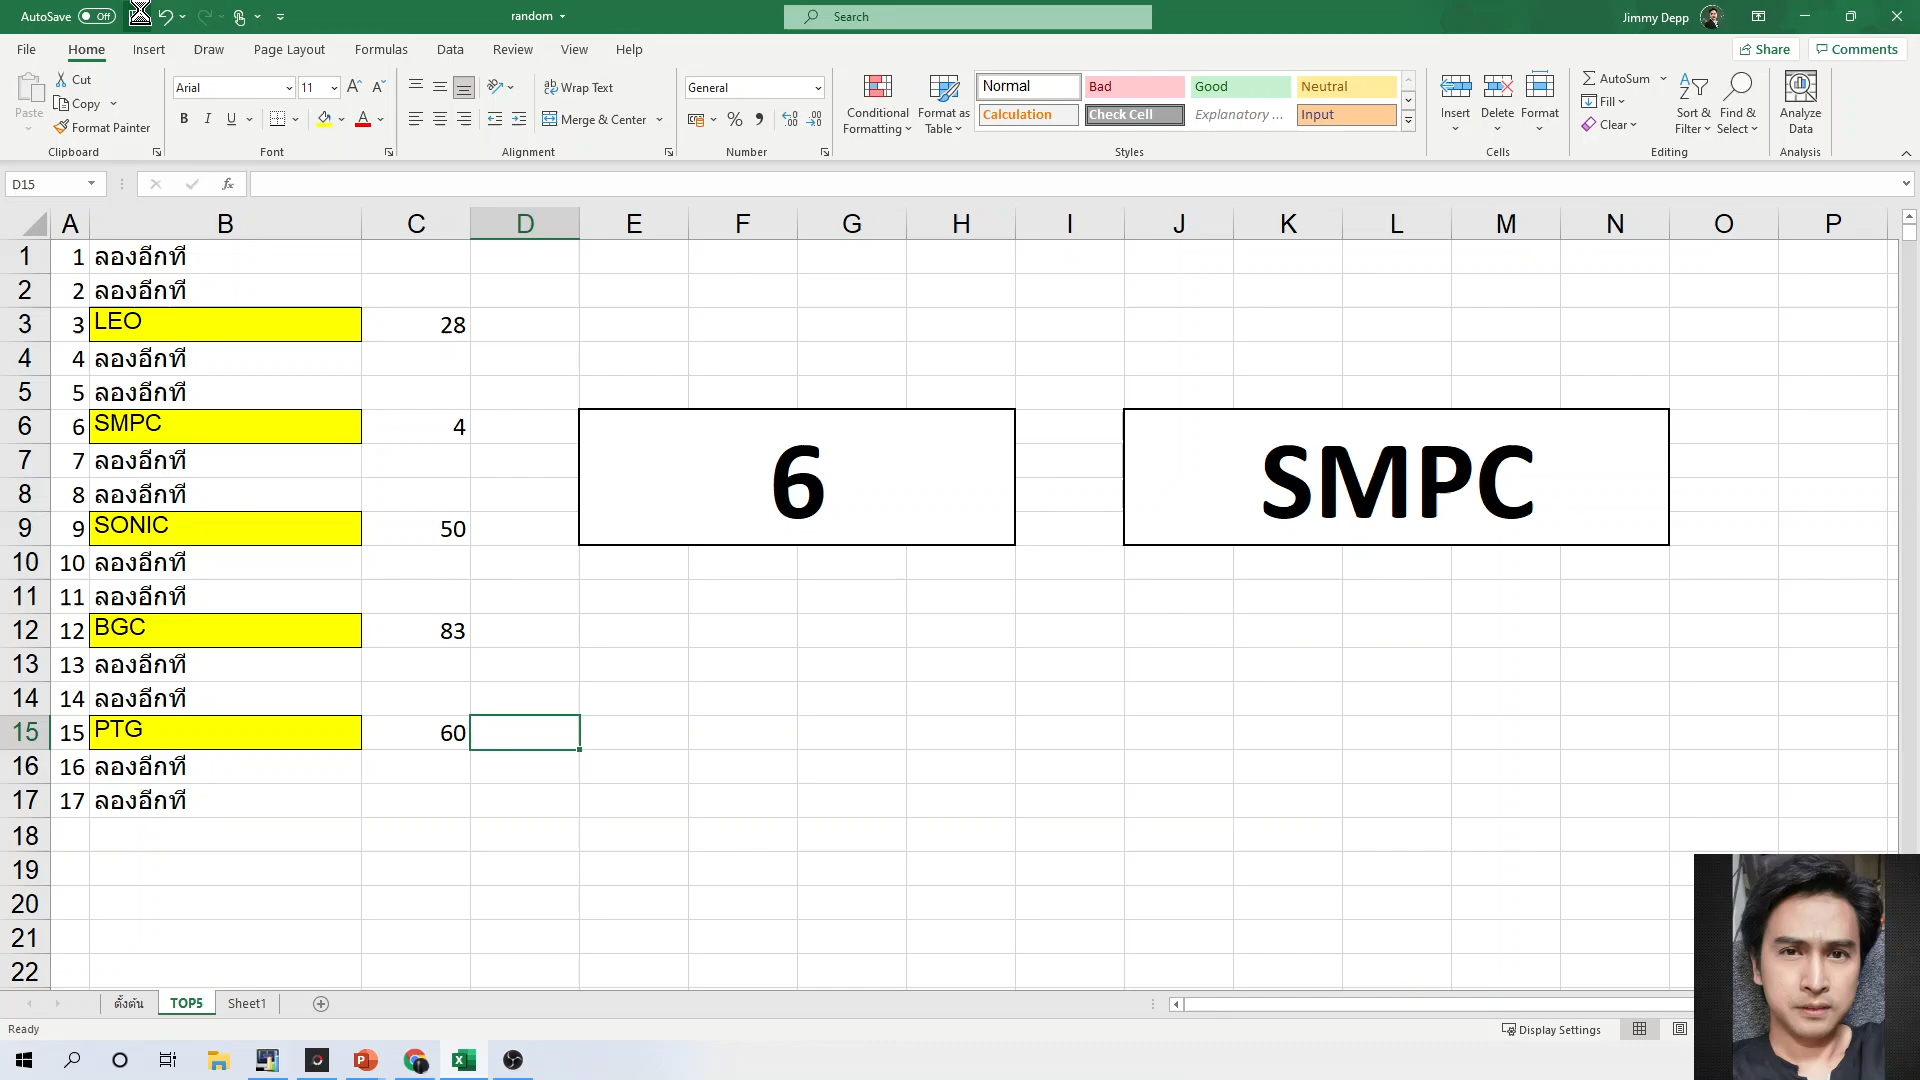 AutoSave Off
random
Search
Jimmy Depp
File Home Insert Draw Page Layout Formulas Data Review View Help
Share Comments
Paste
Cut
Copy
Format Painter
Clipboard
Arial 11
B I U
Font
Wrap Text
Merge & Center
Alignment
General
Number
Conditional Formatting
Format as Table
Normal Bad Good Neutral
Calculation Check Cell Explanatory ... Input
Styles
Insert Delete Format
Cells
AutoSum
Fill
Clear
Sort & Filter
Find & Select
Editing
Analyze Data
Analysis
D15
fx
A B C D E F G H I J K L M N O P
1 1 ลองอีกที
2 2 ลองอีกที
3 3 LEO 28
4 4 ลองอีกที
5 5 ลองอีกที
6 6 SMPC 4
7 7 ลองอีกที
8 8 ลองอีกที
9 9 SONIC 50
10 10 ลองอีกที
11 11 ลองอีกที
12 12 BGC 83
13 13 ลองอีกที
14 14 ลองอีกที
15 15 PTG 60
16 16 ลองอีกที
17 17 ลองอีกที
18
19
20
21
22
6
SMPC
ตั้งต้น TOP5 Sheet1
Ready
Display Settings